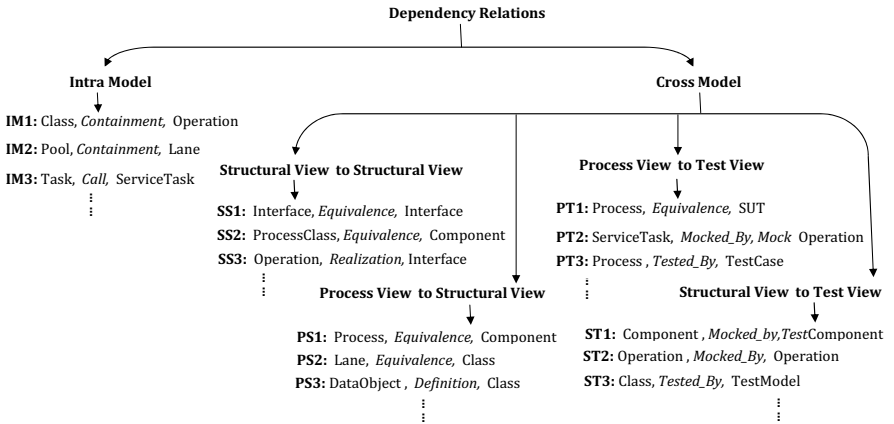 Dependency Relations
Intra Model
Cross Model
IM1: Class, Containment, Operation
IM2: Pool, Containment, Lane
IM3: Task, Call, ServiceTask
Structural View to Structural View
SS1: Interface, Equivalence, Interface
SS2: ProcessClass, Equivalence, Component
SS3: Operation, Realization, Interface
Process View to Test View
PT1: Process, Equivalence, SUT
PT2: ServiceTask, Mocked_By, Mock Operation
PT3: Process , Tested_By, TestCase
Process View to Structural View
PS1: Process, Equivalence, Component
PS2: Lane, Equivalence, Class
PS3: DataObject , Definition, Class
Structural View to Test View
ST1: Component , Mocked_by,TestComponent
ST2: Operation , Mocked_By, Operation
ST3: Class, Tested_By, TestModel